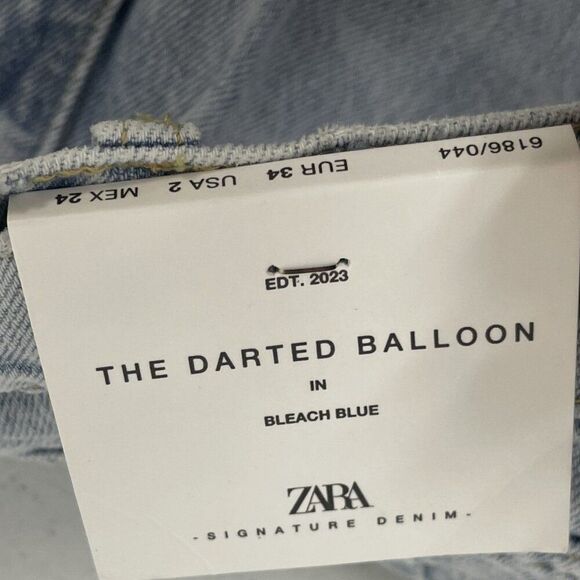 6186/044 EUR 34 USA 2 MEX 24
EDT. 2023
THE DARTED BALLOON
IN
BLEACH BLUE
ZARA
- SIGNATURE DENIM -